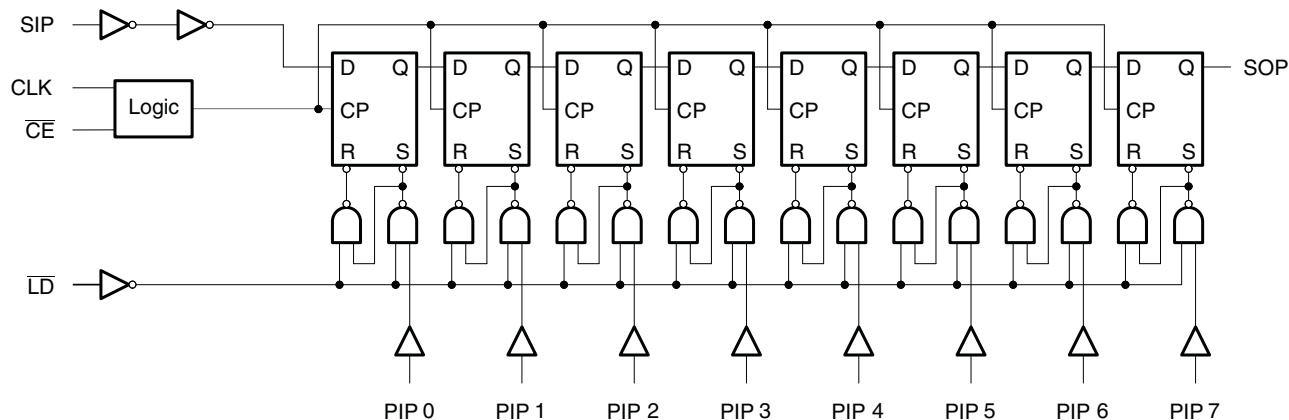 SIP
D Q D Q D Q D Q D Q D Q D Q D Q SOP
CLK
Logic
CP CP CP CP CP CP CP CP
CE
R S R S R S R S R S R S R S R S
LD
PIP 0 PIP 1 PIP 2 PIP 3 PIP 4 PIP 5 PIP 6 PIP 7